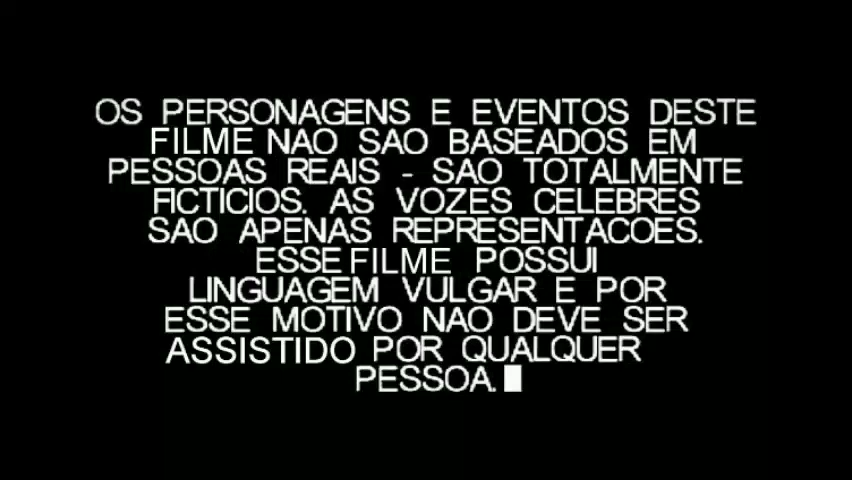 OS PERSONAGENS E EVENTOS DESTE
FILME NAO SAO BASEADOS EM
PESSOAS REAIS - SAO TOTALMENTE
FICTICIOS. AS VOZES CELEBRES
SAO APENAS REPRESENTACOES.
ESSE FILME POSSUI
LINGUAGEM VULGAR E POR
ESSE MOTIVO NAO DEVE SER
ASSISTIDO POR QUALQUER
PESSOA.